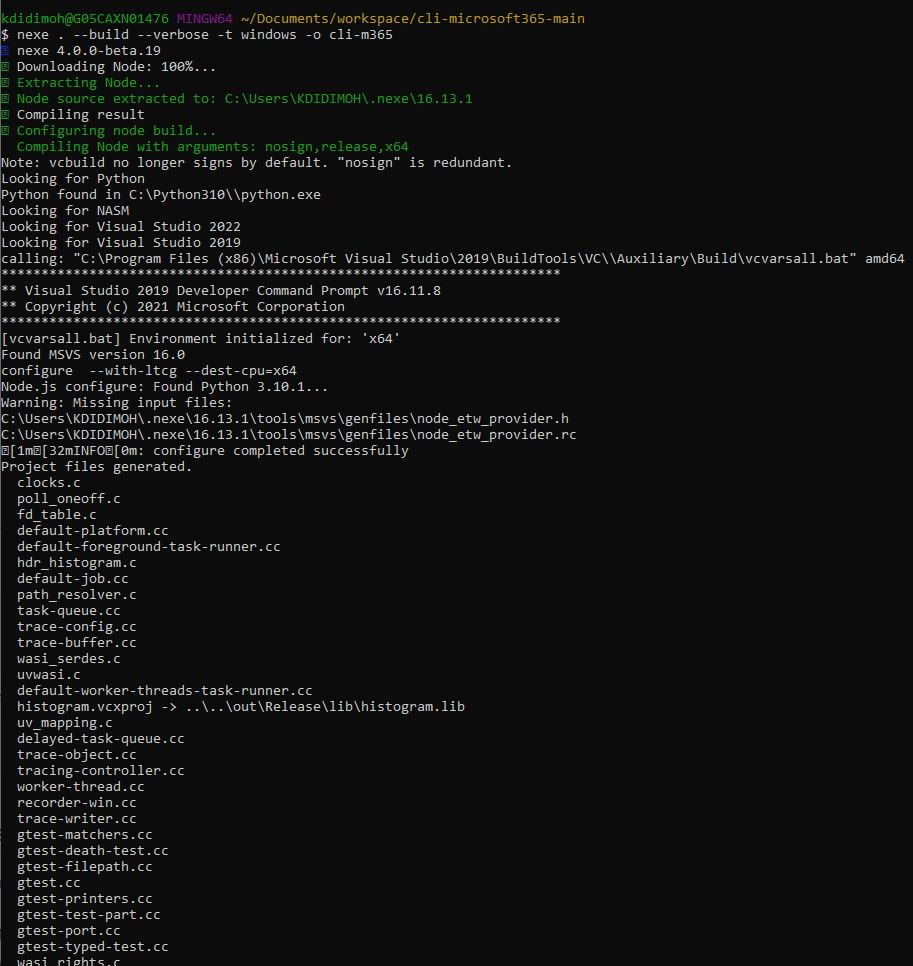 kdidimoh@G05CAXN01476 MINGW64 ~/Documents/workspace/cli-microsoft365-main
$ nexe . --build --verbose -t windows -o cli-m365
nexe 4.0.0-beta.19
Downloading Node: 100%...
Extracting Node...
Node source extracted to: C:\Users\KDIDIMOH\.nexe\16.13.1
Compiling result
Configuring node build...
Compiling Node with arguments: nosign,release,x64
Note: vcbuild no longer signs by default. "nosign" is redundant.
Looking for Python
Python found in C:\Python310\\python.exe
Looking for NASM
Looking for Visual Studio 2022
Looking for Visual Studio 2019
calling: "C:\Program Files (x86)\Microsoft Visual Studio\2019\BuildTools\VC\\Auxiliary\Build\vcvarsall.bat" amd64
**********************************************************************
** Visual Studio 2019 Developer Command Prompt v16.11.8
** Copyright (c) 2021 Microsoft Corporation
**********************************************************************
[vcvarsall.bat] Environment initialized for: 'x64'
Found MSVS version 16.0
configure  --with-ltcg --dest-cpu=x64
Node.js configure: Found Python 3.10.1...
Warning: Missing input files:
C:\Users\KDIDIMOH\.nexe\16.13.1\tools\msvs\genfiles\node_etw_provider.h
C:\Users\KDIDIMOH\.nexe\16.13.1\tools\msvs\genfiles\node_etw_provider.rc
[1m[32mINFO[0m: configure completed successfully
Project files generated.
clocks.c
poll_oneoff.c
fd_table.c
default-platform.cc
default-foreground-task-runner.cc
hdr_histogram.c
default-job.cc
path_resolver.c
task-queue.cc
trace-config.cc
trace-buffer.cc
wasi_serdes.c
uvwasi.c
default-worker-threads-task-runner.cc
histogram.vcxproj -> ..\..\out\Release\lib\histogram.lib
uv_mapping.c
delayed-task-queue.cc
trace-object.cc
tracing-controller.cc
worker-thread.cc
recorder-win.cc
trace-writer.cc
gtest-matchers.cc
gtest-death-test.cc
gtest-filepath.cc
gtest.cc
gtest-printers.cc
gtest-test-part.cc
gtest-port.cc
gtest-typed-test.cc
wasi_rights.c